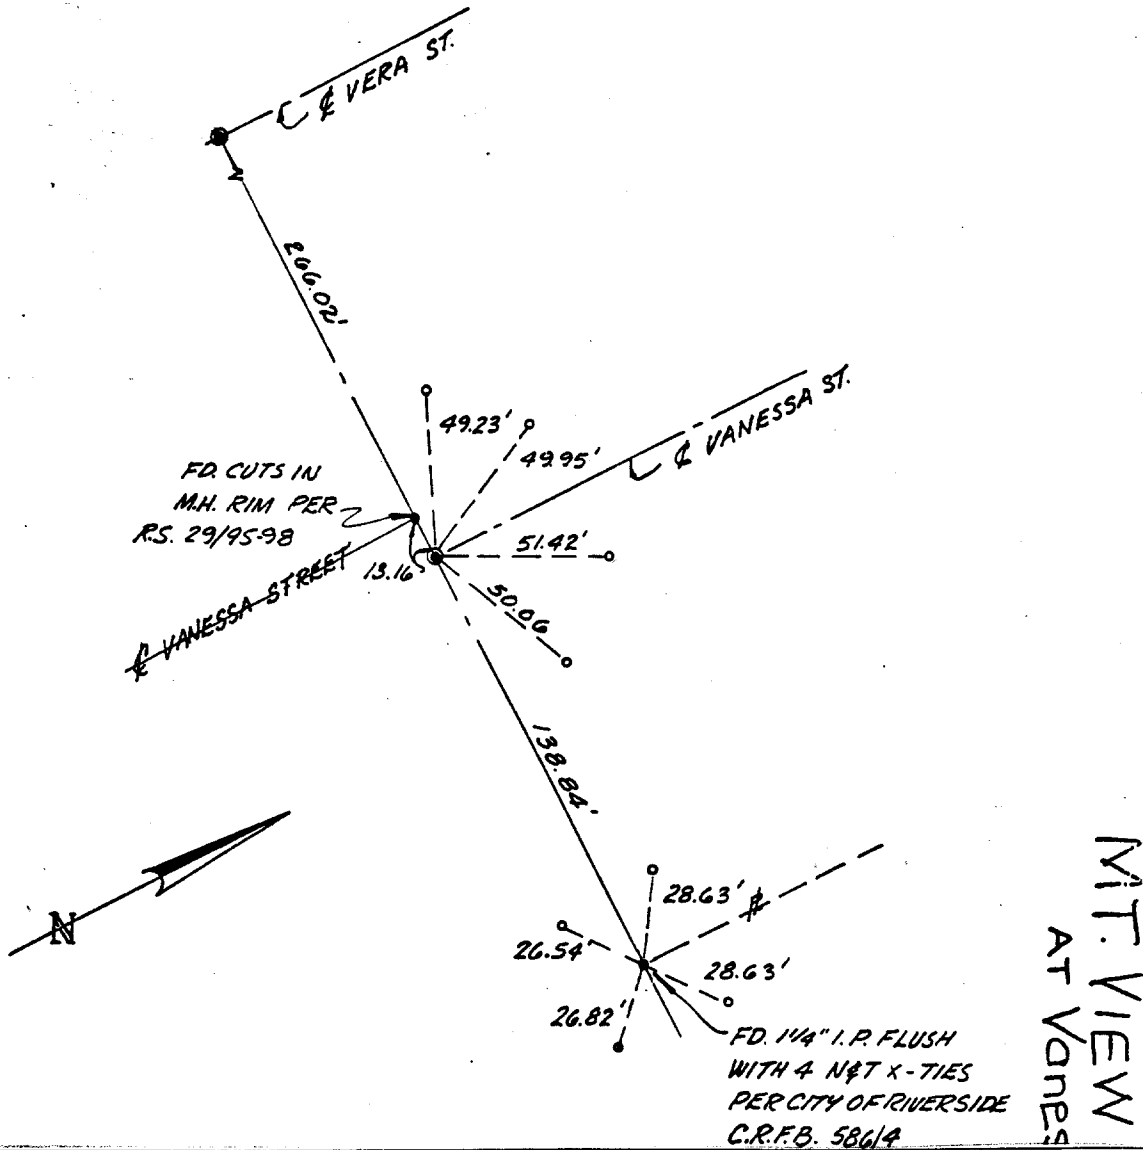 ℄ VERA ST.
266.02'
49.23'
49.95'
℄ VANESSA ST.
FD. CUTS IN
M.H. RIM PER
R.S. 29/95-98
51.42'
13.16
℄ VANESSA STREET
50.06
138.84'
N
28.63'
℄
26.54'
28.63'
26.82'
FD. 1¼" I.P. FLUSH
WITH 4 N&T X-TIES
PER CITY OF RIVERSIDE
C.R.F.B. 586/4
MT. VIEW
AT Vanes